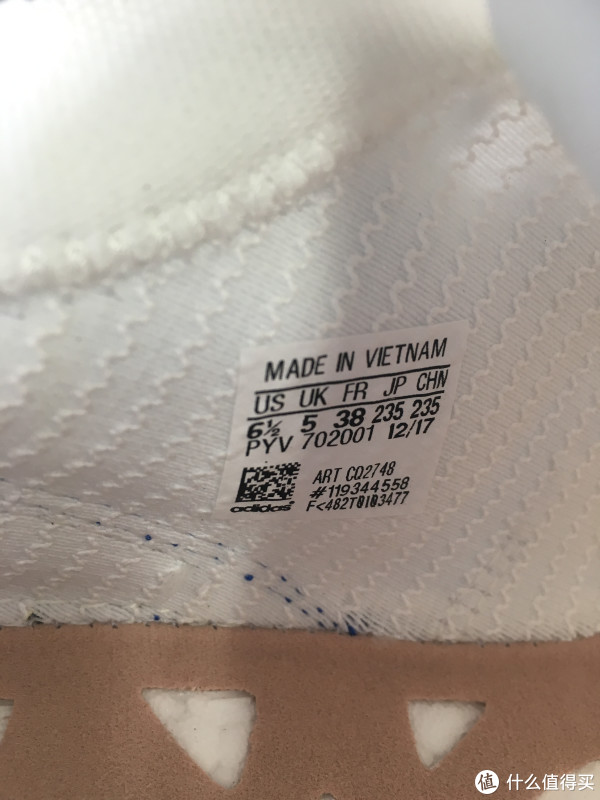 MADE IN VIETNAM
US UK FR JP CHN
6½ 5 38 235 235
PYV 702001 12/17
ART CQ2748
#119344558
F<482T0103477
adidas
值 什么值得买